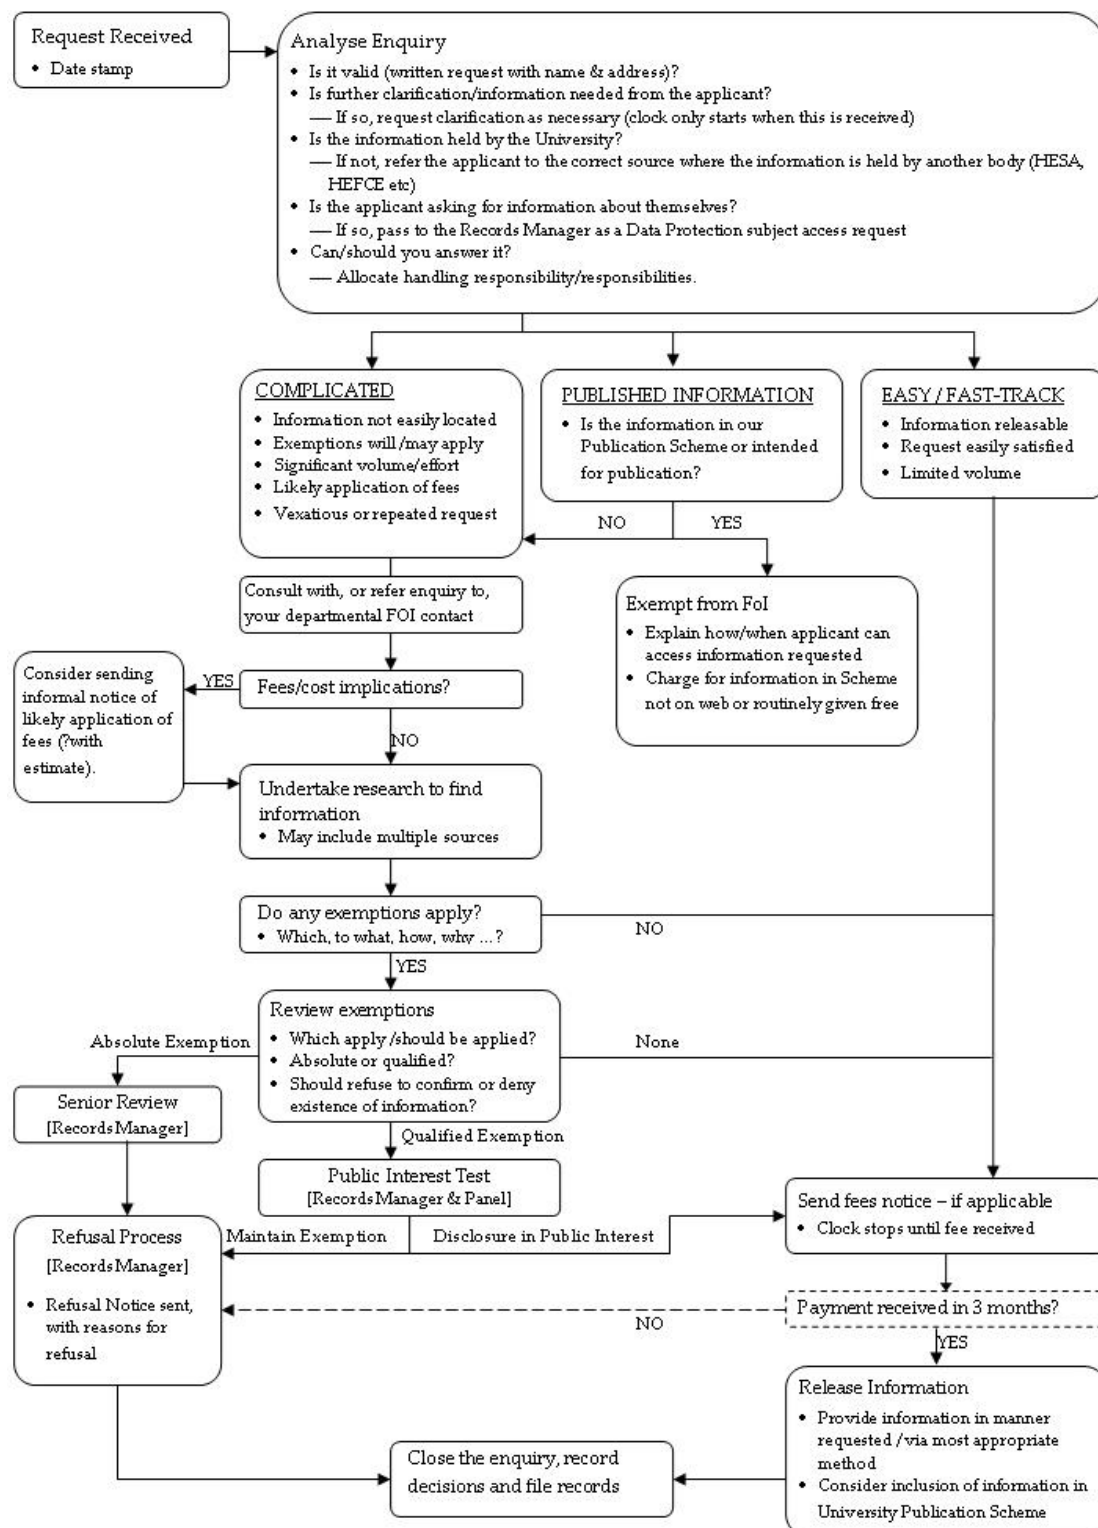 Request Received
• Date stamp
Analyse Enquiry
• Is it valid (written request with name & address)?
• Is further clarification/information needed from the applicant?
— If so, request clarification as necessary (clock only starts when this is received)
• Is the information held by the University?
— If not, refer the applicant to the correct source where the information is held by another body (HESA,
HEFCE etc)
• Is the applicant asking for information about themselves?
— If so, pass to the Records Manager as a Data Protection subject access request
• Can/should you answer it?
— Allocate handling responsibility/responsibilities.
COMPLICATED
• Information not easily located
• Exemptions will /may apply
• Significant volume/effort
• Likely application of fees
• Vexatious or repeated request
PUBLISHED INFORMATION
• Is the information in our
Publication Scheme or intended
for publication?
EASY / FAST-TRACK
• Information releasable
• Request easily satisfied
• Limited volume
NO
YES
Consult with, or refer enquiry to,
your departmental FOI contact
Exempt from FoI
• Explain how/when applicant can
access information requested
• Charge for information in Scheme
not on web or routinely given free
Consider sending
informal notice of
likely application of
fees (?with
estimate).
YES
Fees/cost implications?
NO
Undertake research to find
information
• May include multiple sources
Do any exemptions apply?
• Which, to what, how, why ...?
NO
YES
Review exemptions
• Which apply /should be applied?
• Absolute or qualified?
• Should refuse to confirm or deny
existence of information?
Absolute Exemption
None
Senior Review
[Records Manager]
Qualified Exemption
Public Interest Test
[Records Manager & Panel]
Send fees notice – if applicable
• Clock stops until fee received
Refusal Process
[Records Manager]
• Refusal Notice sent,
with reasons for
refusal
Maintain Exemption
Disclosure in Public Interest
Payment received in 3 months?
NO
YES
Release Information
• Provide information in manner
requested /via most appropriate
method
• Consider inclusion of information in
University Publication Scheme
Close the enquiry, record
decisions and file records